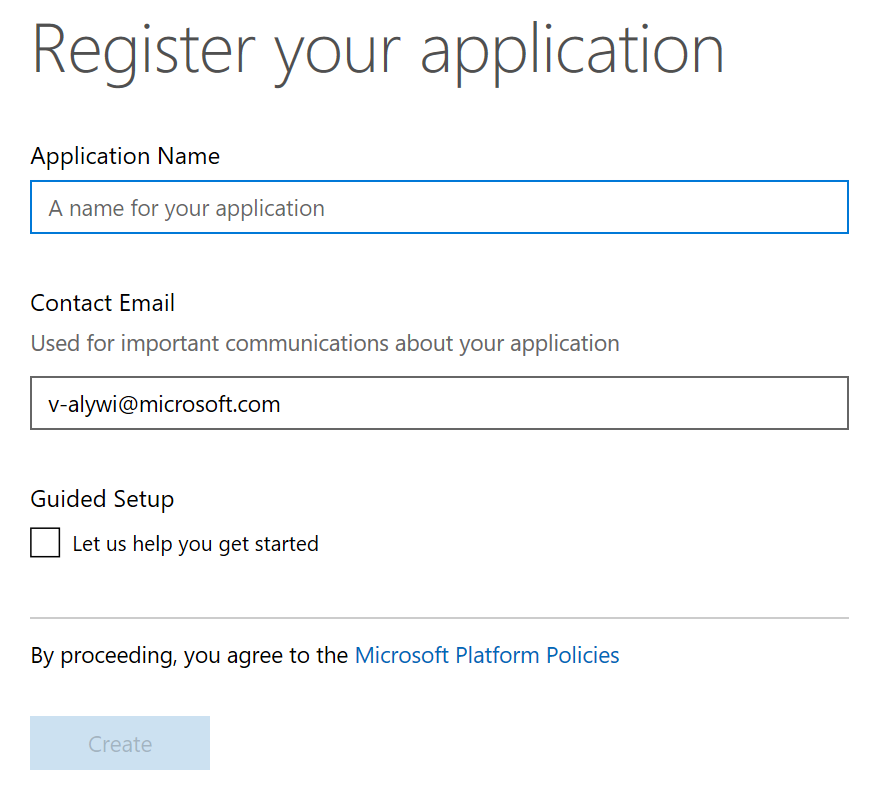 Register your application
Application Name
A name for your application
Contact Email
Used for important communications about your application
v-alywi@microsoft.com
Guided Setup
Let us help you get started
By proceeding, you agree to the Microsoft Platform Policies
Create